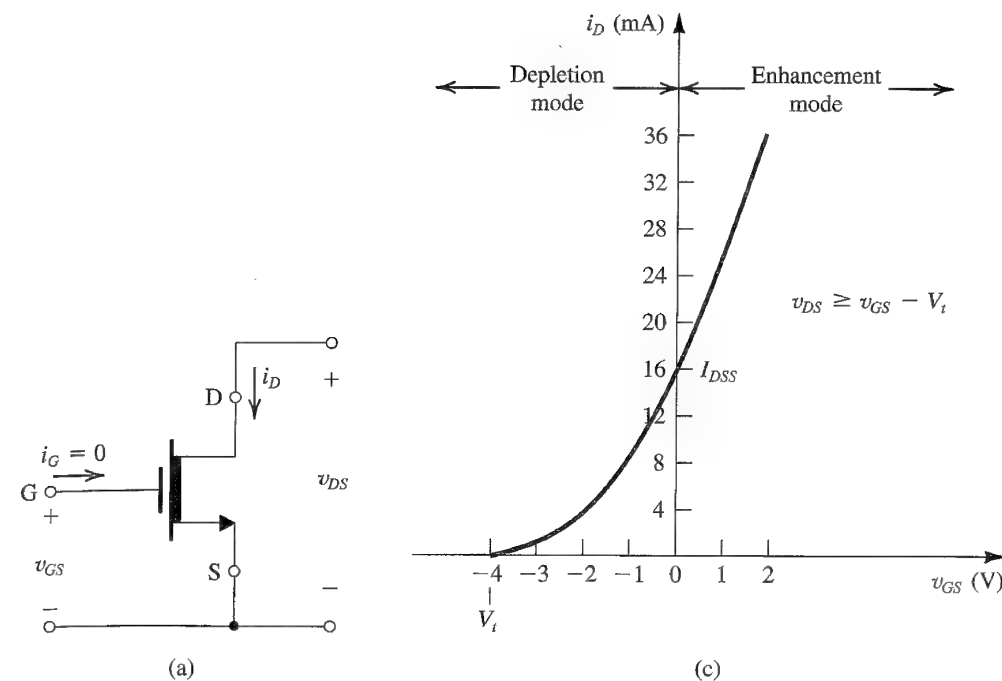 i_D (mA)
Depletion mode
Enhancement mode
36
32
28
24
20
16
12
8
4
I_DSS
v_DS ≥ v_GS − V_t
−4 −3 −2 −1 0 1 2
v_GS (V)
V_t
(c)
i_D
D
+
i_G = 0
G
+
v_DS
v_GS
S
−
−
(a)